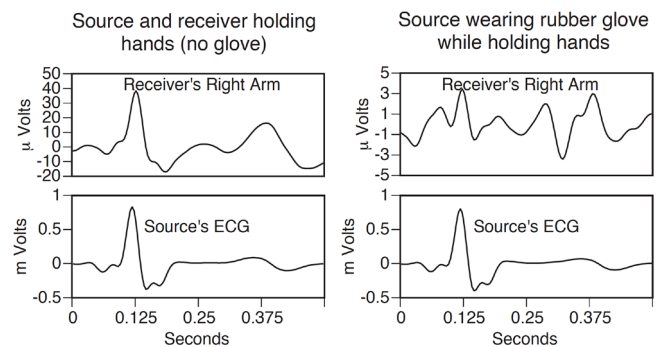 Source and receiver holding
hands (no glove)
Source wearing rubber glove
while holding hands
50
40
30
20
10
0
-10
-20
μ Volts
Receiver's Right Arm
5
3
1
-1
-3
-5
μ Volts
Receiver's Right Arm
1
0.5
0
-0.5
m Volts
Source's ECG
0
0.125
0.25
0.375
Seconds
1
0.5
0
-0.5
m Volts
Source's ECG
0
0.125
0.25
0.375
Seconds